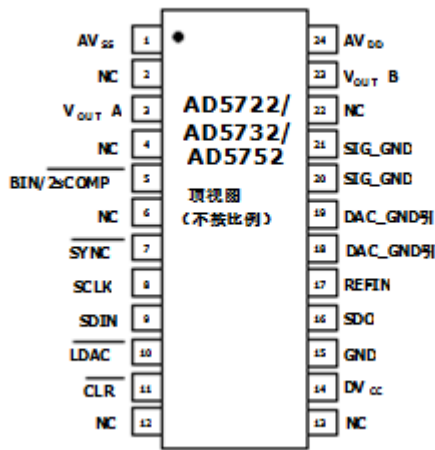 AVSS 1 24 AVDD
NC 2 23 VOUT B
VOUT A 3 22 NC
NC 4 21 SIG_GND
BIN/2sCOMP 5 20 SIG_GND
NC 6 19 DAC_GND引
SYNC 7 18 DAC_GND引
SCLK 8 17 REFIN
SDIN 9 16 SDO
LDAC 10 15 GND
CLR 11 14 DVCC
NC 12 13 NC
AD5722/
AD5732/
AD5752
顶视图
(不按比例)